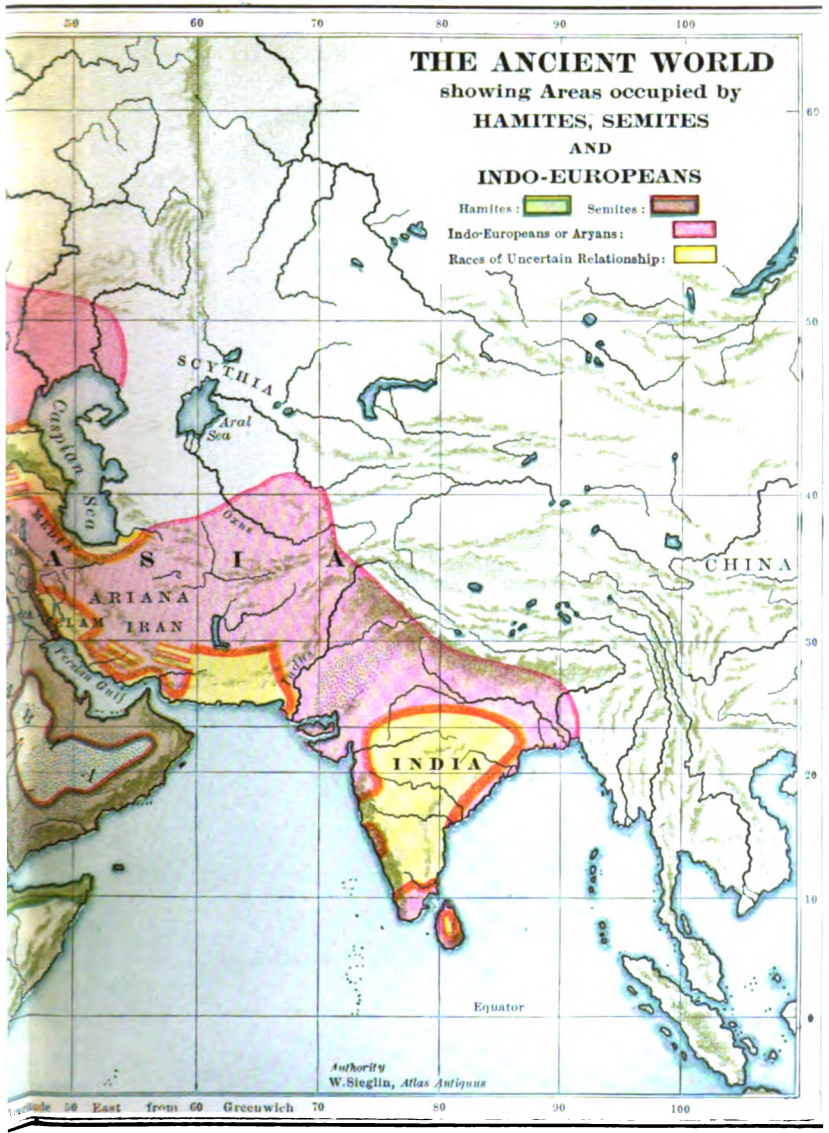 50 60 70 80 90 100
THE ANCIENT WORLD
showing Areas occupied by
HAMITES, SEMITES
AND
INDO-EUROPEANS
Hamites: Semites:
Indo-Europeans or Aryans:
Races of Uncertain Relationship:
60
50
SCYTHIA
Caspian Sea
Aral
Sea
40
Oxus
MEDIA
A S I A
CHINA
ARIANA
ELAM
IRAN
30
Indus
Persian Gulf
INDIA
20
10
Equator
0
Authority
W. Sieglin, Atlas Antiquus
50 East from 60 Greenwich 70 80 90 100